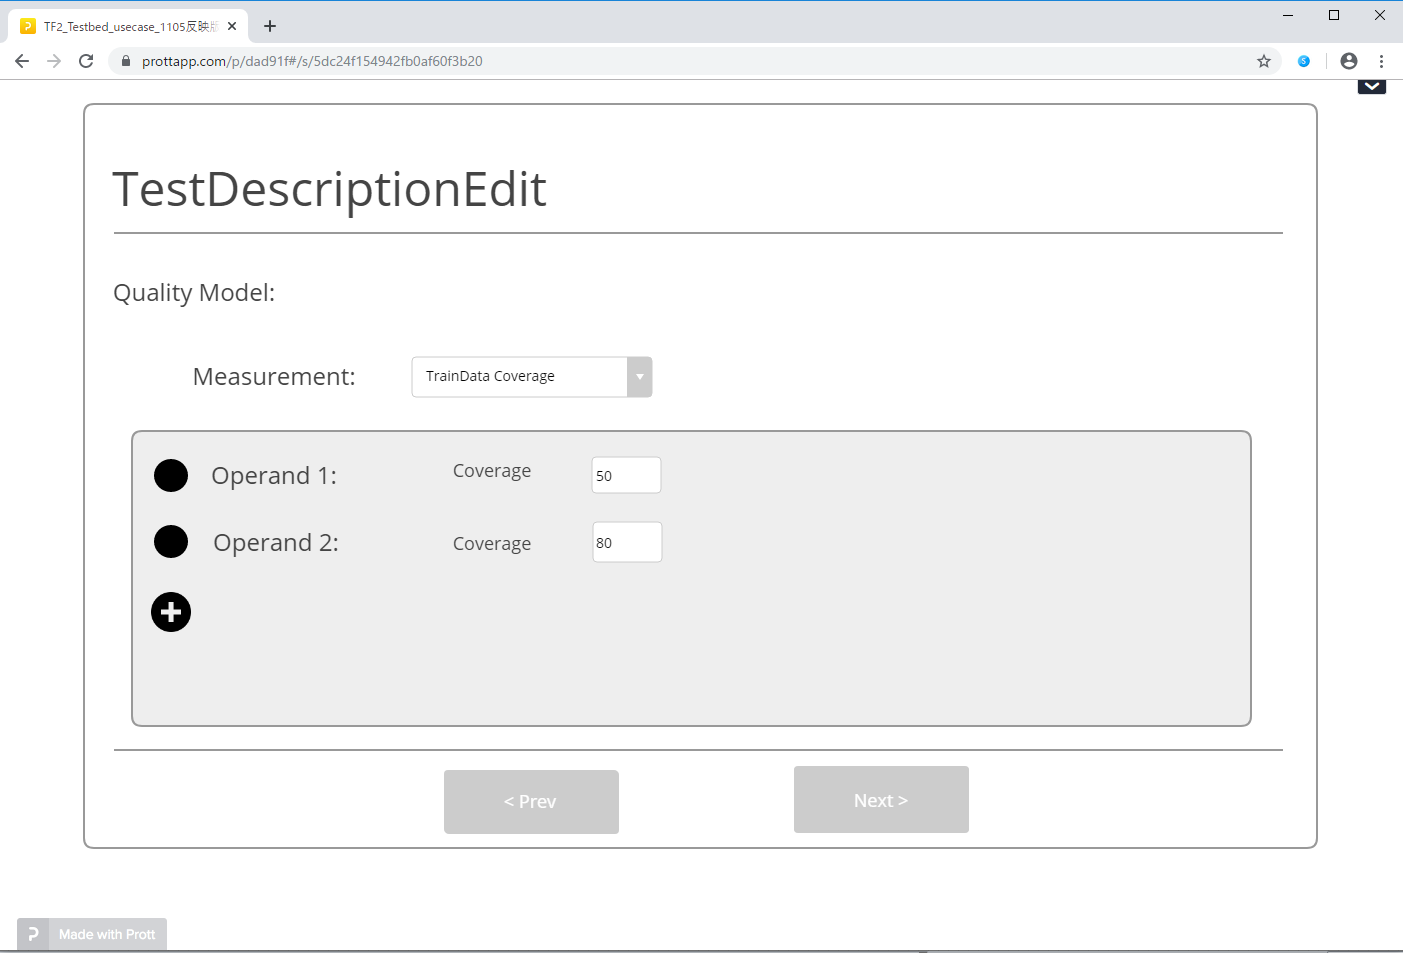 TF2_Testbed_usecase_1105反映版
prottapp.com/p/dad91f#/s/5dc24f154942fb0af60f3b20
TestDescriptionEdit
Quality Model:
Measurement:
TrainData Coverage
Operand 1:
Coverage
50
Operand 2:
Coverage
80
< Prev
Next >
Made with Prott